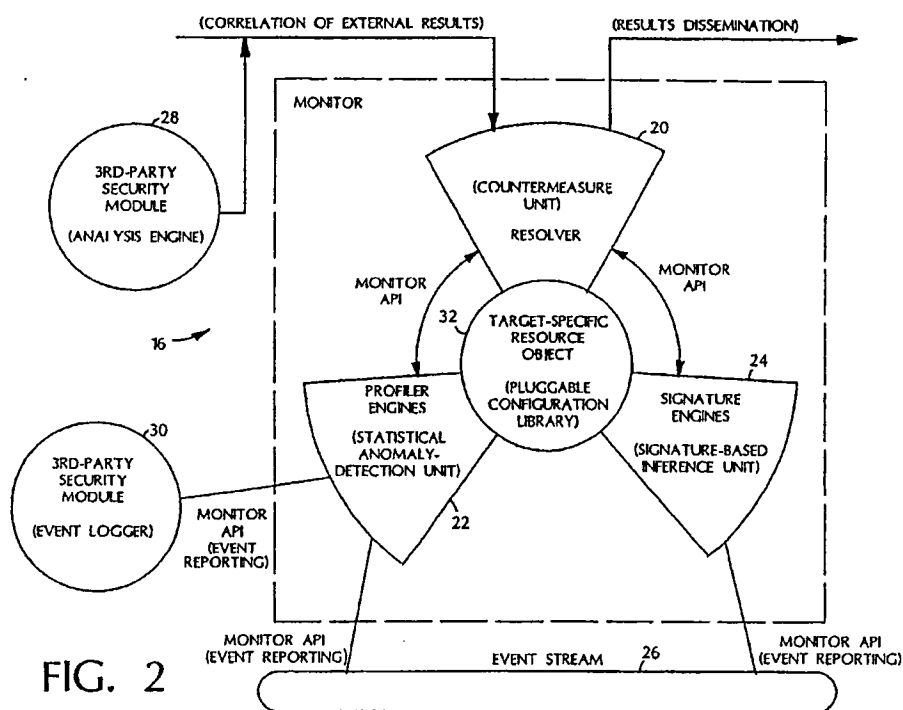 (CORRELATION OF EXTERNAL RESULTS)
(RESULTS DISSEMINATION)
MONITOR
28
3RD-PARTY
SECURITY
MODULE
(ANALYSIS ENGINE)
20
(COUNTERMEASURE
UNIT)
RESOLVER
MONITOR
API
MONITOR
API
16
32
TARGET-SPECIFIC
RESOURCE
OBJECT
(PLUGGABLE
CONFIGURATION
LIBRARY)
24
PROFILER
ENGINES
(STATISTICAL
ANOMALY-
DETECTION UNIT)
22
SIGNATURE
ENGINES
(SIGNATURE-BASED
INFERENCE UNIT)
30
3RD-PARTY
SECURITY
MODULE
(EVENT LOGGER)
MONITOR
API
(EVENT
REPORTING)
MONITOR API
(EVENT REPORTING)
EVENT STREAM
26
MONITOR API
(EVENT REPORTING)
FIG. 2